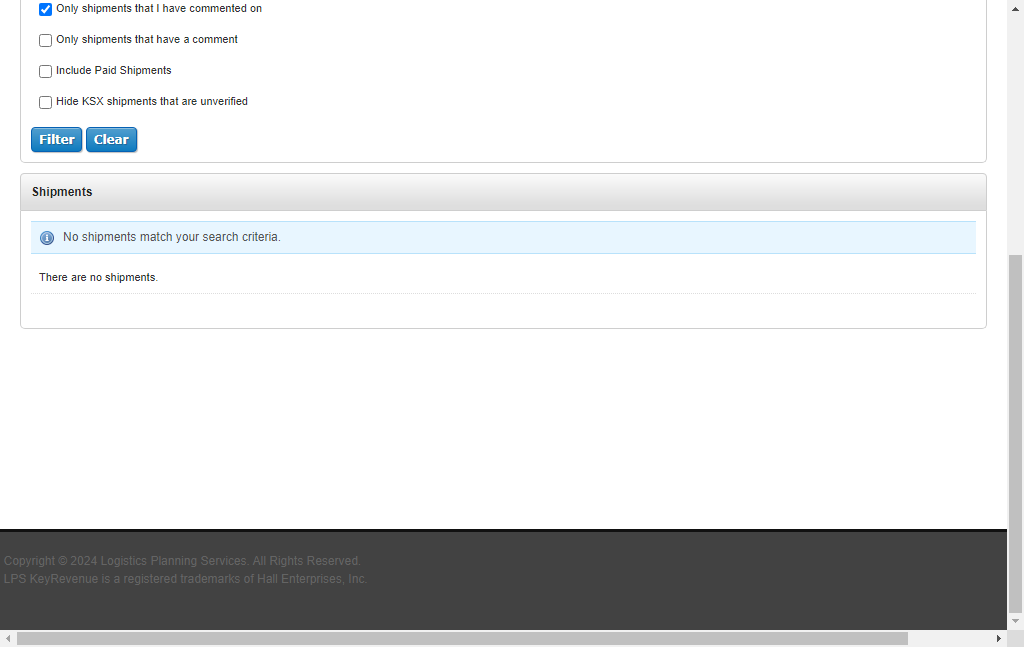 Only shipments that I have commented on
Only shipments that have a comment
Include Paid Shipments
Hide KSX shipments that are unverified
Filter Clear
Shipments
No shipments match your search criteria.
There are no shipments.
Copyright © 2024 Logistics Planning Services. All Rights Reserved.
LPS KeyRevenue is a registered trademarks of Hall Enterprises, Inc.